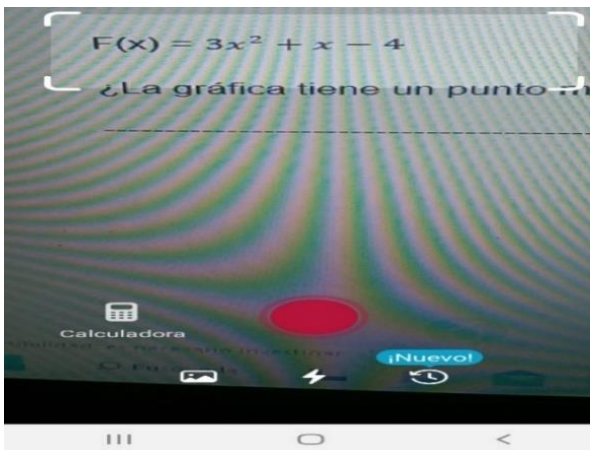 F(x) = 3x² + x − 4
¿La gráfica tiene un punto
Calculadora
¡Nuevo!